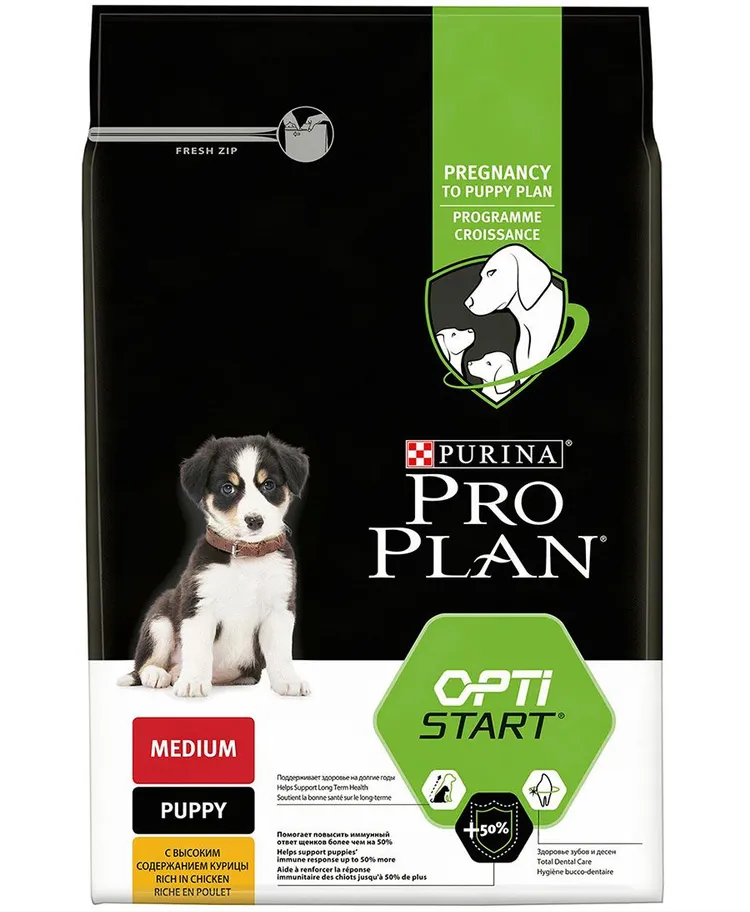 FRESH ZIP
PREGNANCY
TO PUPPY PLAN
PROGRAMME
CROISSANCE
PURINA®
PRO
PLAN®
OPTI
START®
MEDIUM
PUPPY
С ВЫСОКИМ
СОДЕРЖАНИЕМ КУРИЦЫ
RICH IN CHICKEN
RICHE EN POULET
Поддерживает здоровье на долгие годы
Helps Support Long Term Health
Soutient la bonne santé sur le long-terme
+50%
Помогает повысить иммунный
ответ щенков более чем на 50%
Helps support puppies'
immune response up to 50% more
Aide à renforcer la réponse
immunitaire des chiots jusqu'à 50% de plus
Здоровье зубов и десен
Total Dental Care
Hygiène bucco-dentaire